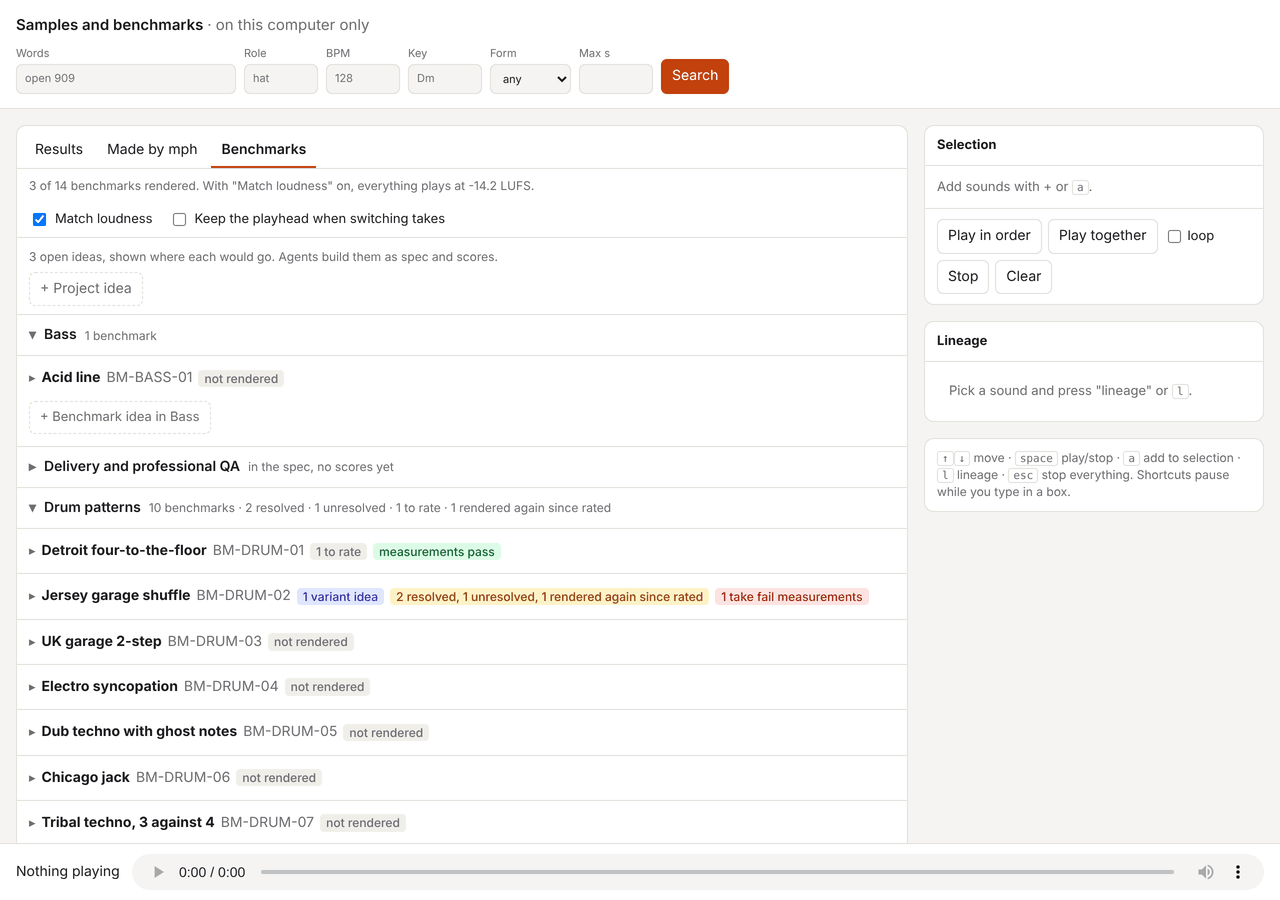 Samples and benchmarks · on this computer only
Words Role BPM Key Form Max s
open 909 hat 128 Dm any Search
Results Made by mph Benchmarks
3 of 14 benchmarks rendered. With "Match loudness" on, everything plays at -14.2 LUFS.
Match loudness Keep the playhead when switching takes
3 open ideas, shown where each would go. Agents build them as spec and scores.
+ Project idea
▼ Bass 1 benchmark
▸ Acid line BM-BASS-01 not rendered
+ Benchmark idea in Bass
▶ Delivery and professional QA in the spec, no scores yet
▼ Drum patterns 10 benchmarks · 2 resolved · 1 unresolved · 1 to rate · 1 rendered again since rated
▸ Detroit four-to-the-floor BM-DRUM-01 1 to rate measurements pass
▸ Jersey garage shuffle BM-DRUM-02 1 variant idea 2 resolved, 1 unresolved, 1 rendered again since rated 1 take fail measurements
▸ UK garage 2-step BM-DRUM-03 not rendered
▸ Electro syncopation BM-DRUM-04 not rendered
▸ Dub techno with ghost notes BM-DRUM-05 not rendered
▸ Chicago jack BM-DRUM-06 not rendered
▸ Tribal techno, 3 against 4 BM-DRUM-07 not rendered
Selection
Add sounds with + or a.
Play in order Play together loop
Stop Clear
Lineage
Pick a sound and press "lineage" or l.
↑ ↓ move · space play/stop · a add to selection ·
l lineage · esc stop everything. Shortcuts pause
while you type in a box.
Nothing playing 0:00 / 0:00